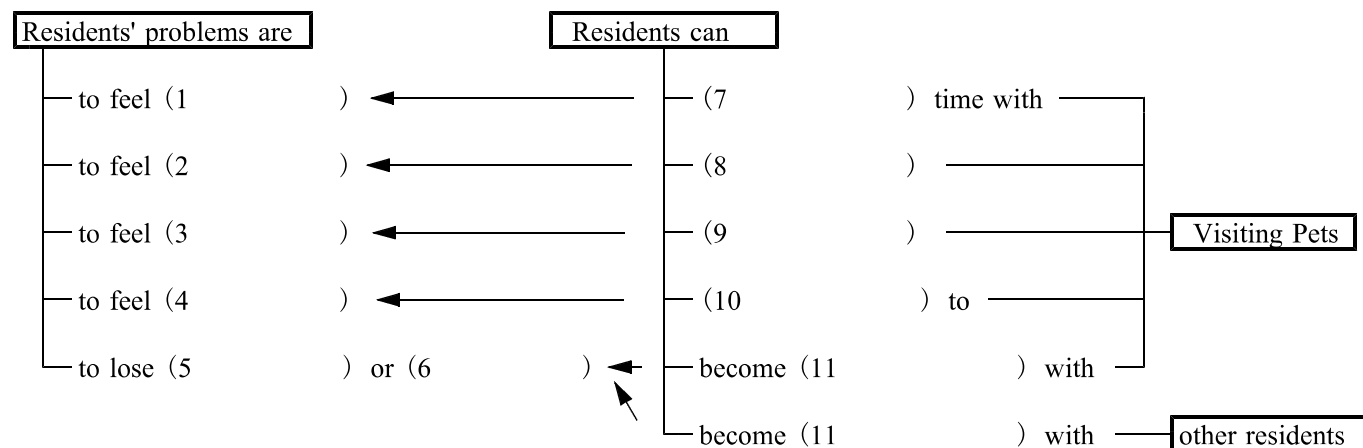 Residents' problems are Residents can
to feel (1 ) (7 ) time with
to feel (2 ) (8 )
to feel (3 ) (9 ) Visiting Pets
to feel (4 ) (10 ) to
to lose (5 ) or (6 ) become (11 ) with
become (11 ) with other residents